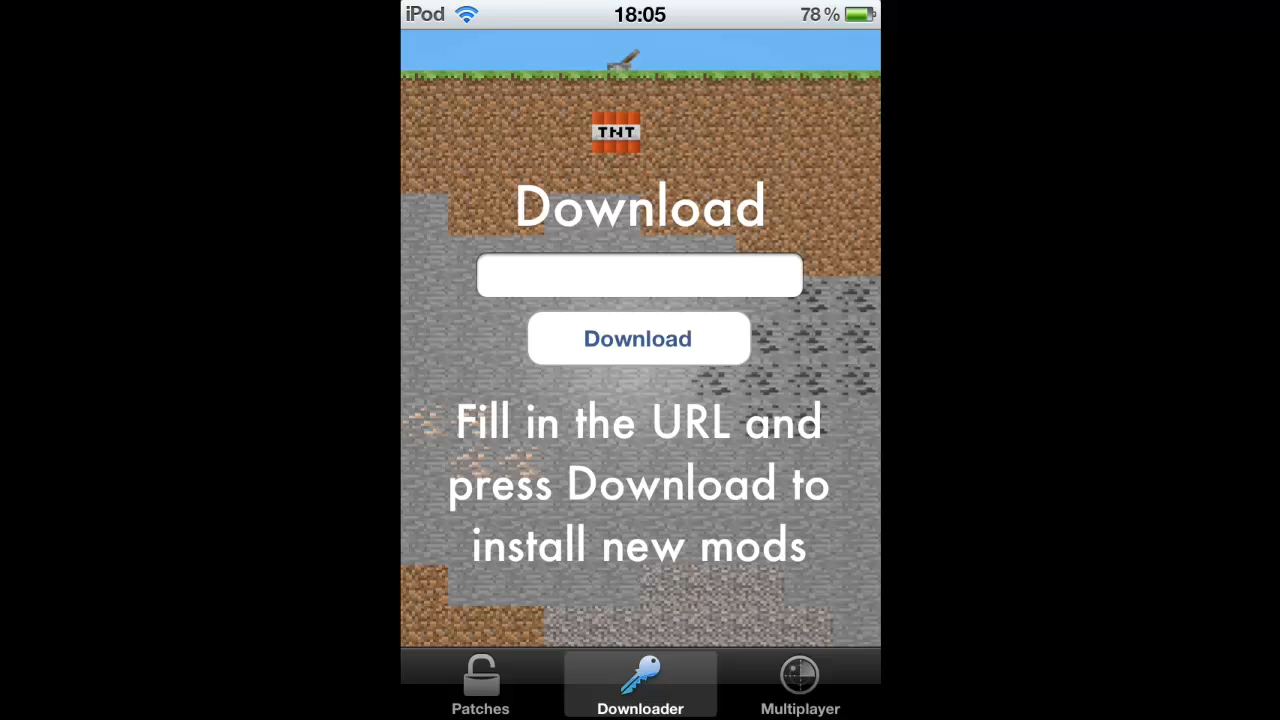 iPod 18:05 78 %
TNT
Download
Download
Fill in the URL and
press Download to
install new mods
Patches Downloader Multiplayer